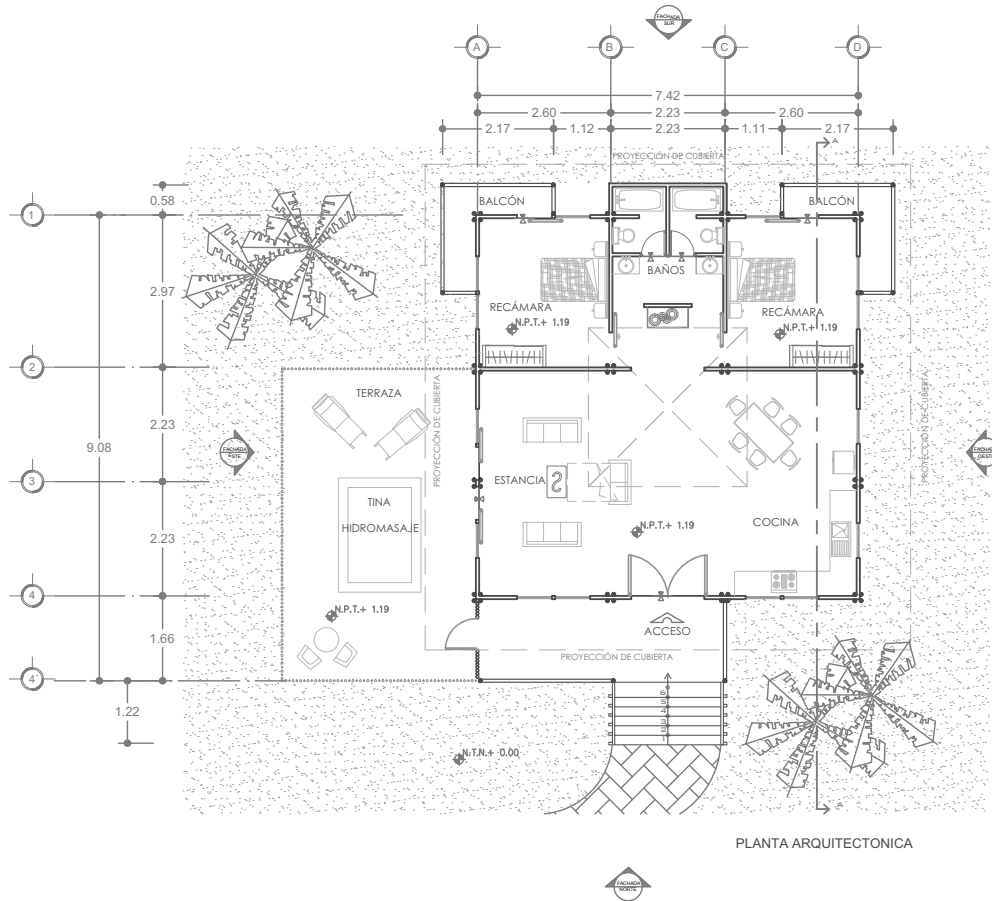 FACHADA
SUR
A
B
C
D
7.42
2.60
2.23
2.60
2.17
1.12
2.23
1.11
2.17
A
PROYECCIÓN DE CUBIERTA
0.58
BALCÓN
BALCÓN
1
BAÑOS
2.97
RECÁMARA
N.P.T.+ 1.19
RECÁMARA
N.P.T.+ 1.19
2
PROYECCIÓN DE CUBIERTA
PROYECCIÓN DE CUBIERTA
TERRAZA
2.23
9.08
FACHADA
ESTE
FACHADA
OESTE
3
ESTANCIA
TINA
HIDROMASAJE
N.P.T.+ 1.19
COCINA
2.23
4
N.P.T.+ 1.19
ACCESO
1.66
PROYECCIÓN DE CUBIERTA
4'
6
5
4
3
2
1
1.22
N.T.N.+ 0.00
A
PLANTA ARQUITECTONICA
FACHADA
NORTE